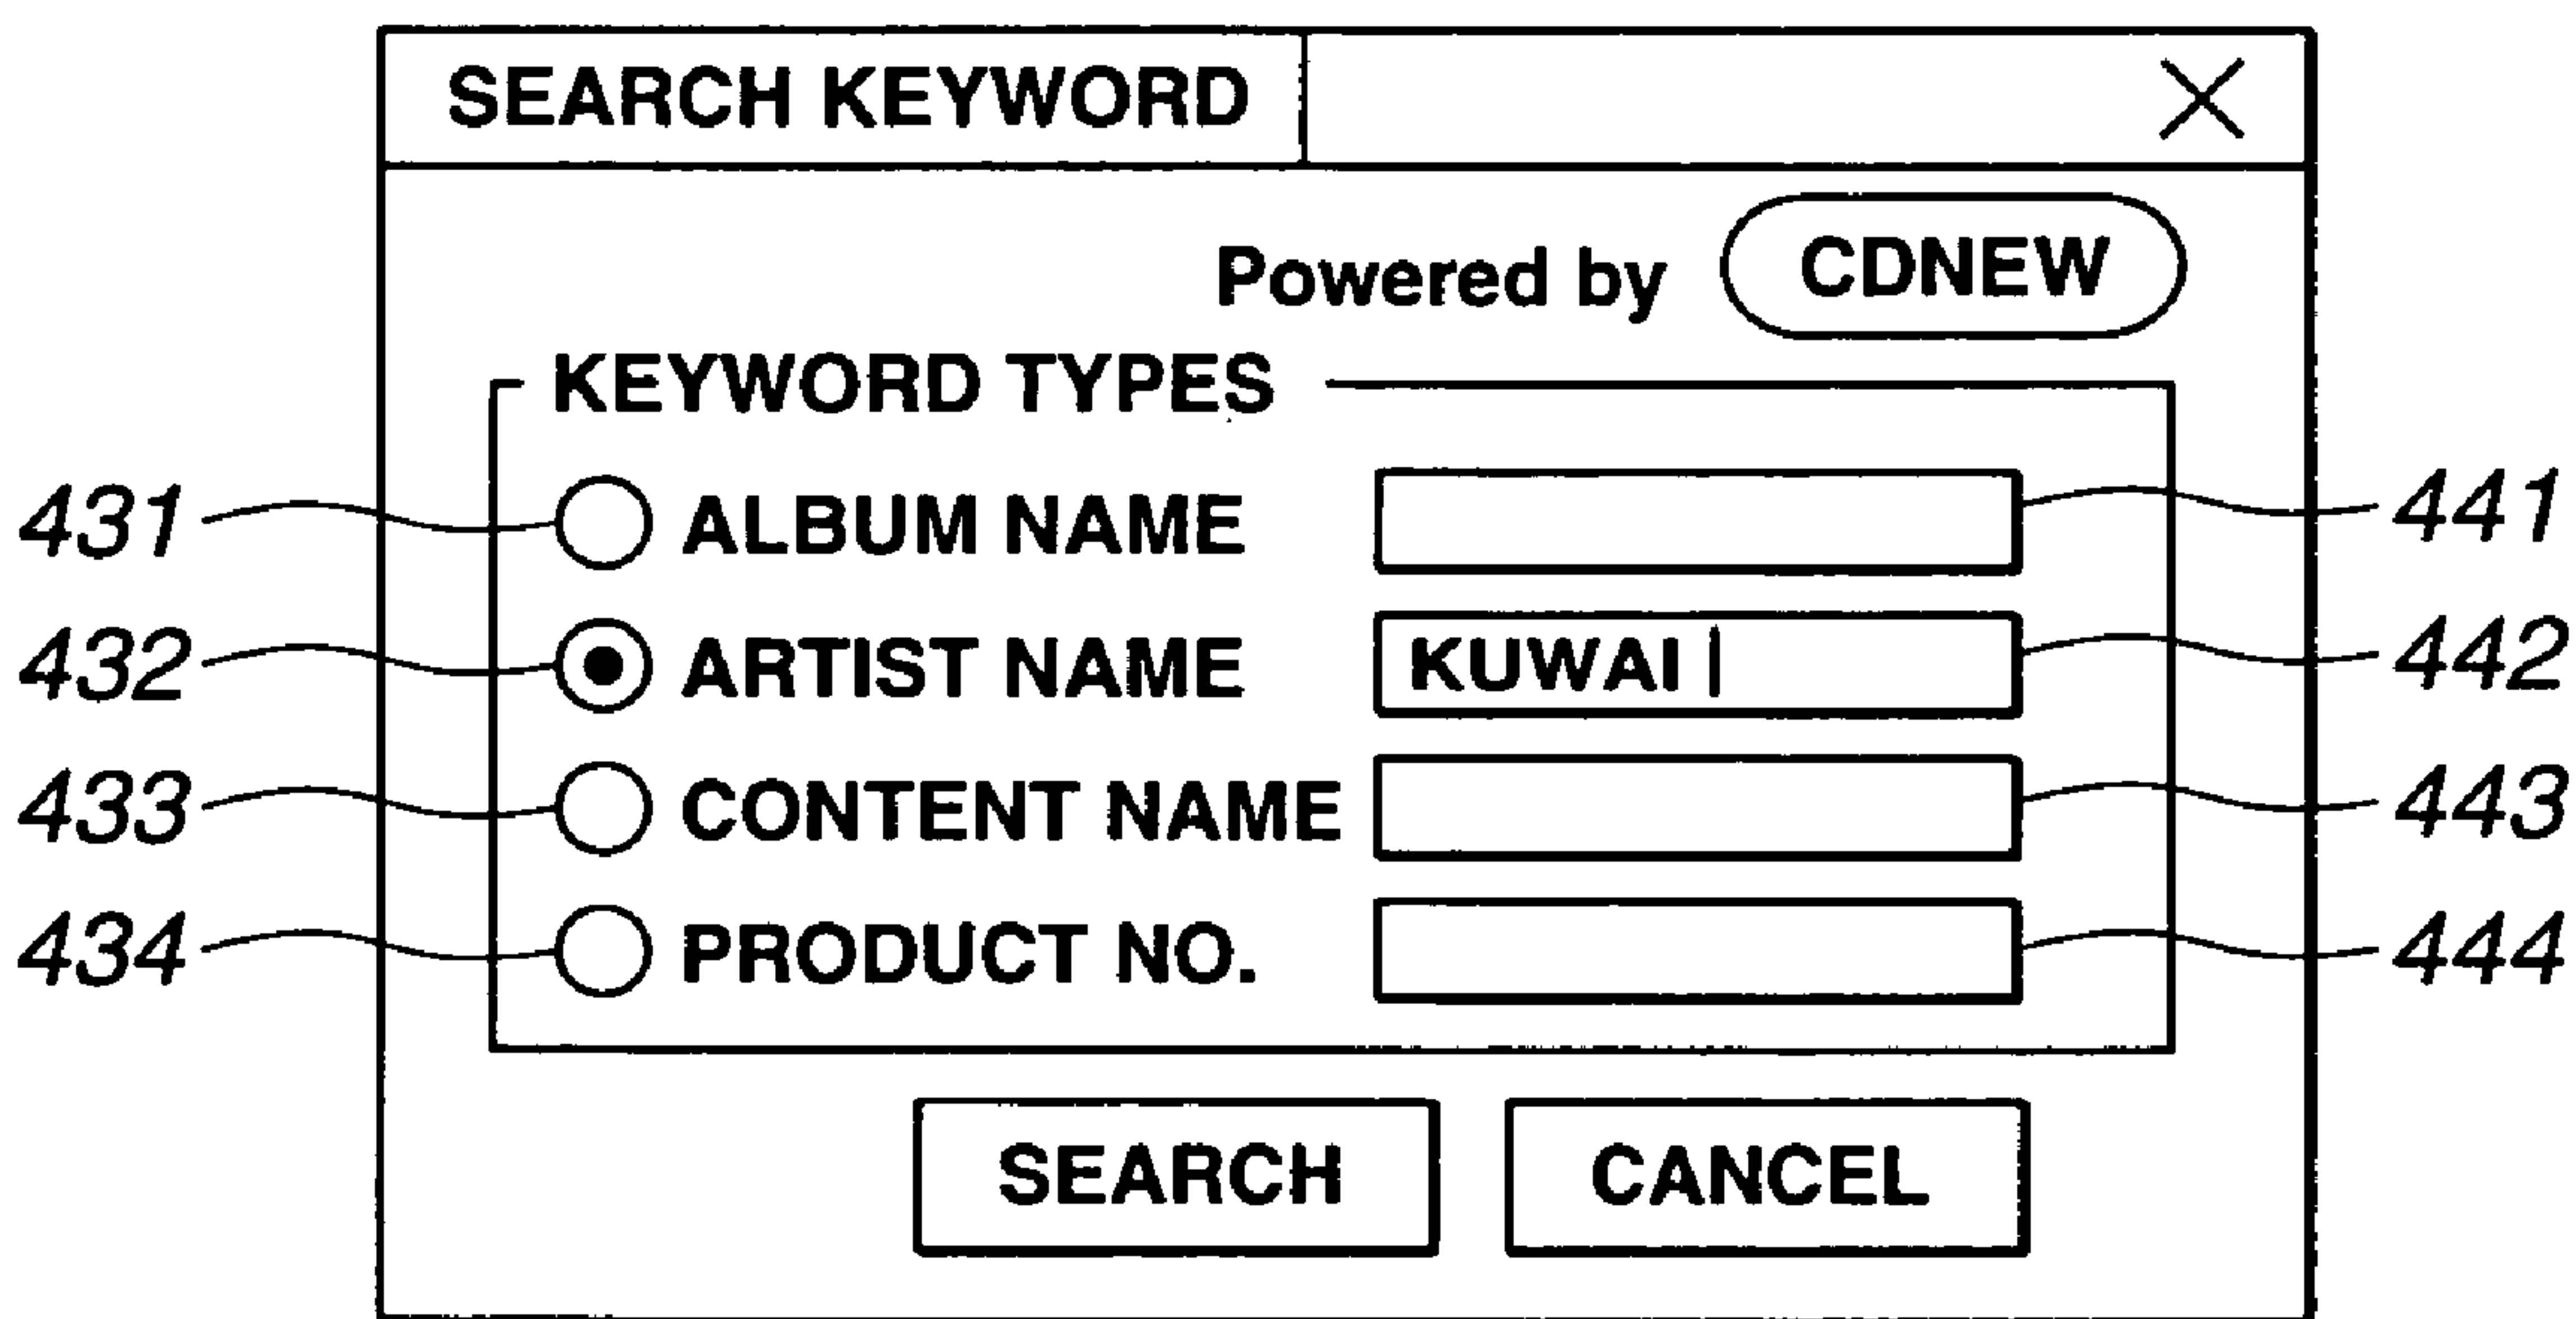 SEARCH KEYWORD
Powered by CDNEW
KEYWORD TYPES
431 ALBUM NAME 441
432 ARTIST NAME KUWAI 442
433 CONTENT NAME 443
434 PRODUCT NO. 444
SEARCH CANCEL